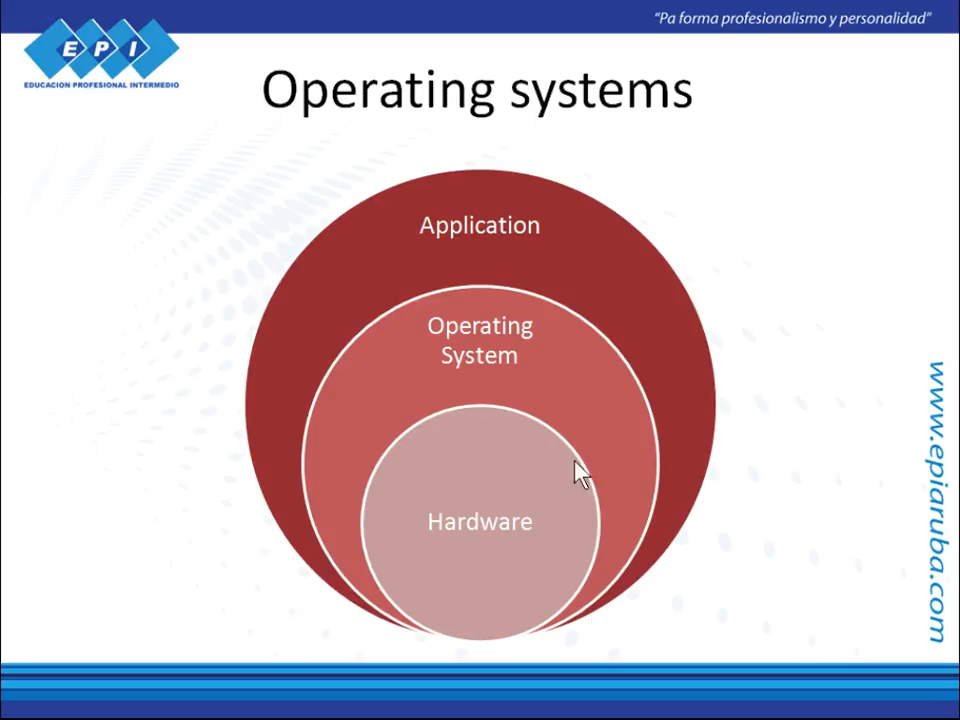 "Pa forma profesionalismo y personalidad"
E P I
EDUCACION PROFESIONAL INTERMEDIO
Operating systems
Application
Operating
System
Hardware
www.epiaruba.com